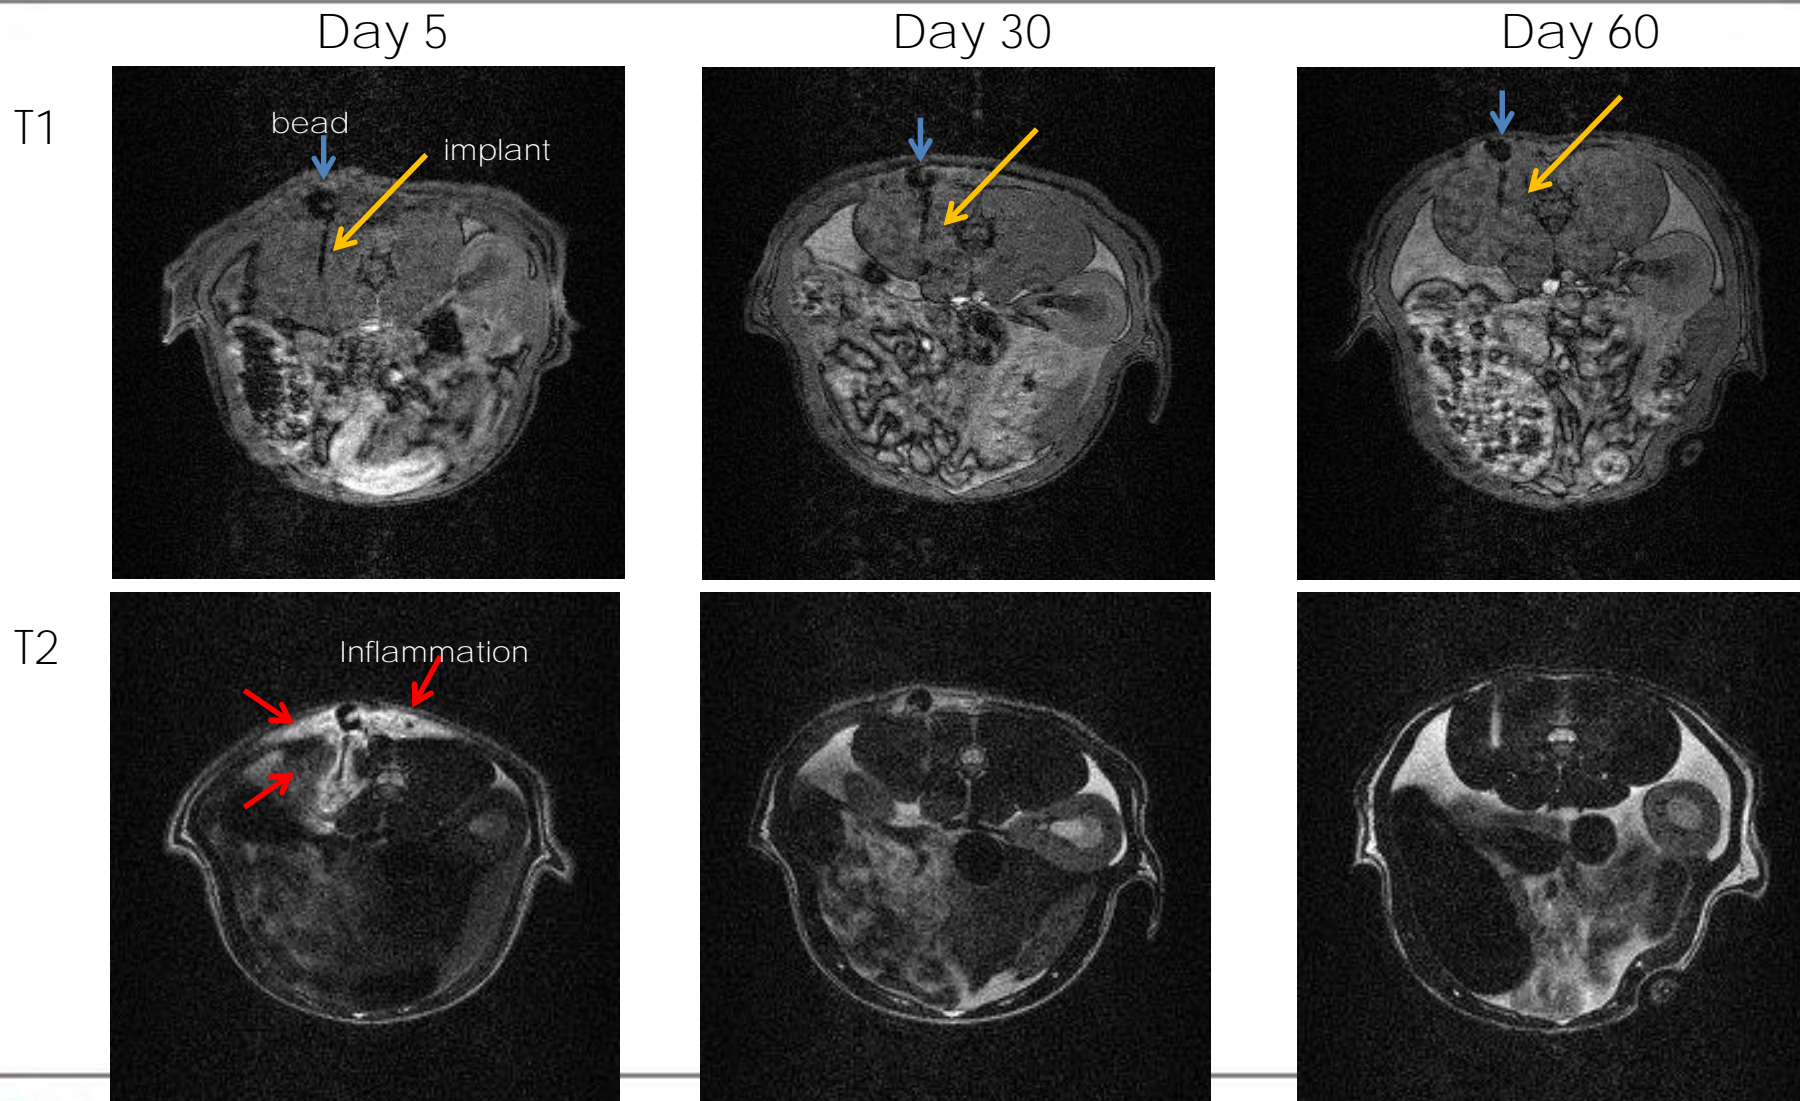 Day 5
Day 30
Day 60
T1
bead
implant
T2
Inflammation